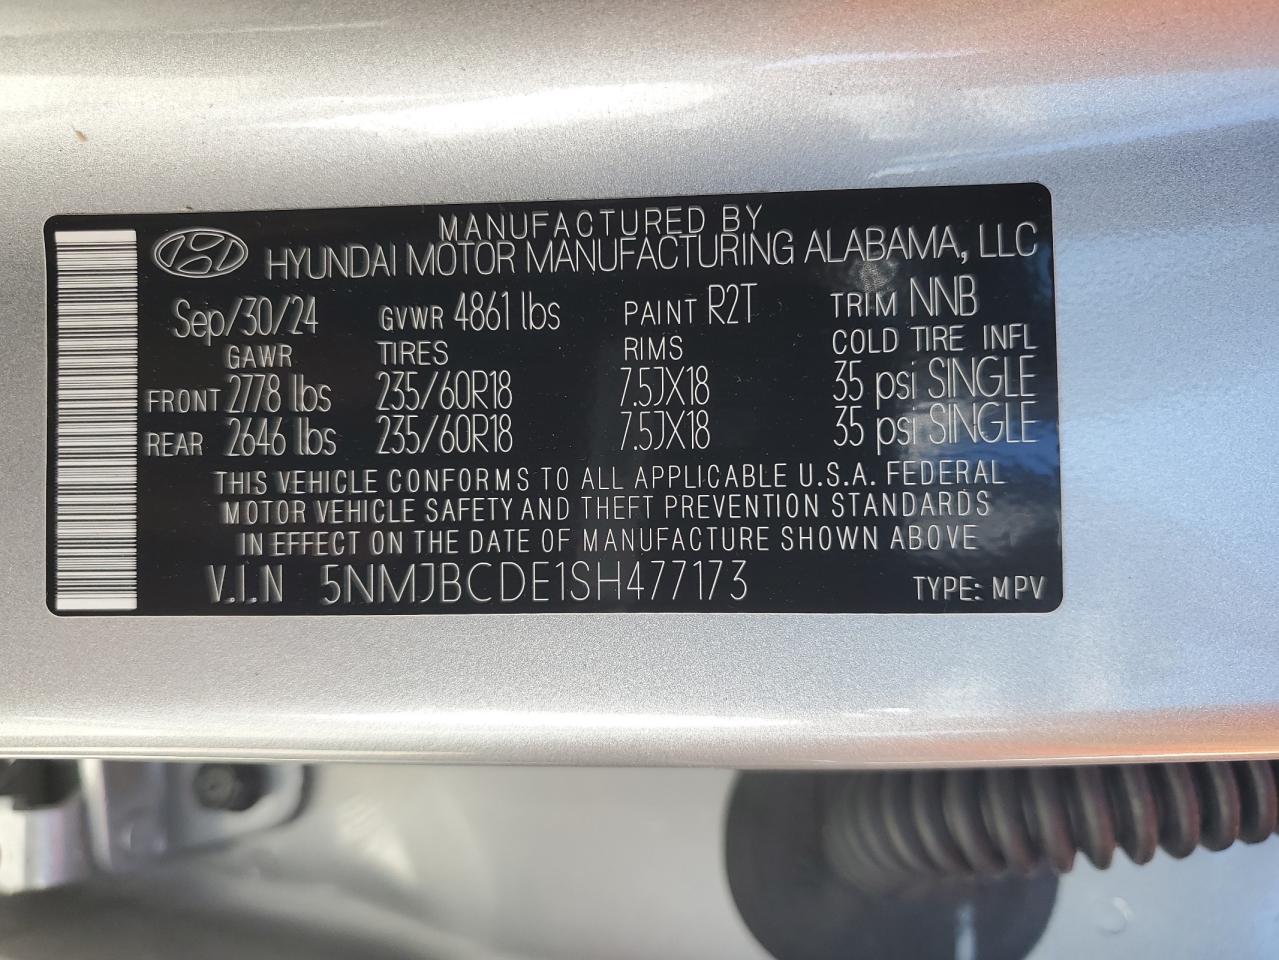 MANUFACTURED BY
HYUNDAI MOTOR MANUFACTURING ALABAMA, LLC
Sep/30/24 GVWR 4861 lbs PAINT R2T TRIM NNB
GAWR TIRES RIMS COLD TIRE INFL
FRONT 2778 lbs 235/60R18 7.5JX18 35 psi SINGLE
REAR 2646 lbs 235/60R18 7.5JX18 35 psi SINGLE
THIS VEHICLE CONFORMS TO ALL APPLICABLE U.S.A. FEDERAL
MOTOR VEHICLE SAFETY AND THEFT PREVENTION STANDARDS
IN EFFECT ON THE DATE OF MANUFACTURE SHOWN ABOVE
V.I.N 5NMJBCDE1SH477173 TYPE: MPV